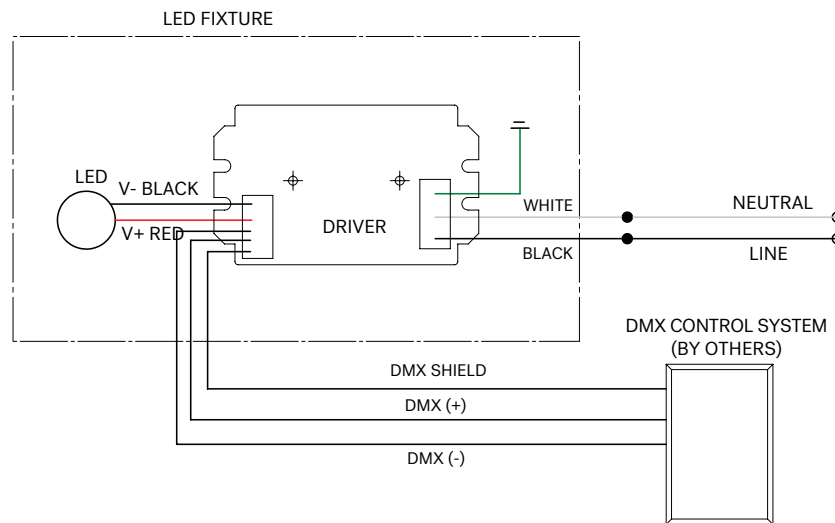 LED FIXTURE
LED
V- BLACK
V+ RED
DRIVER
WHITE
NEUTRAL
BLACK
LINE
DMX CONTROL SYSTEM
(BY OTHERS)
DMX SHIELD
DMX (+)
DMX (-)